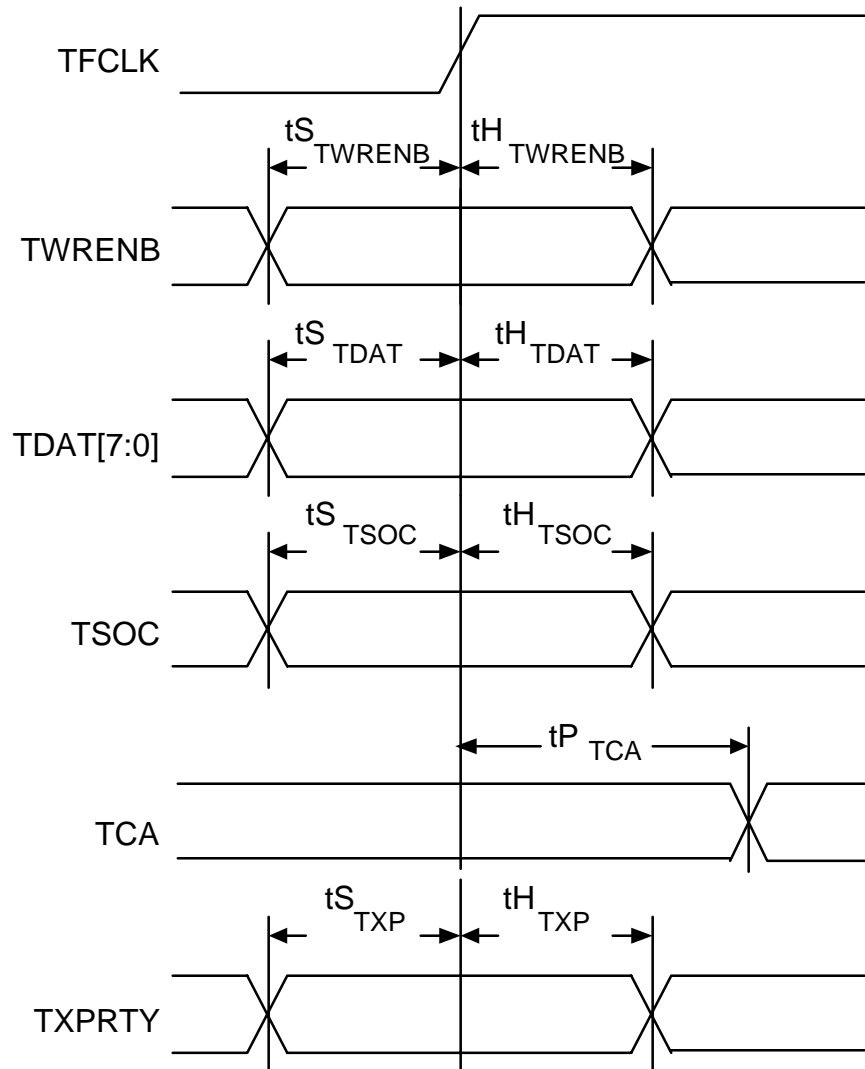 TFCLK
tS TWRENB
tH TWRENB
TWRENB
tS TDAT
tH TDAT
TDAT[7:0]
tS TSOC
tH TSOC
TSOC
tP TCA
TCA
tS TXP
tH TXP
TXPRTY